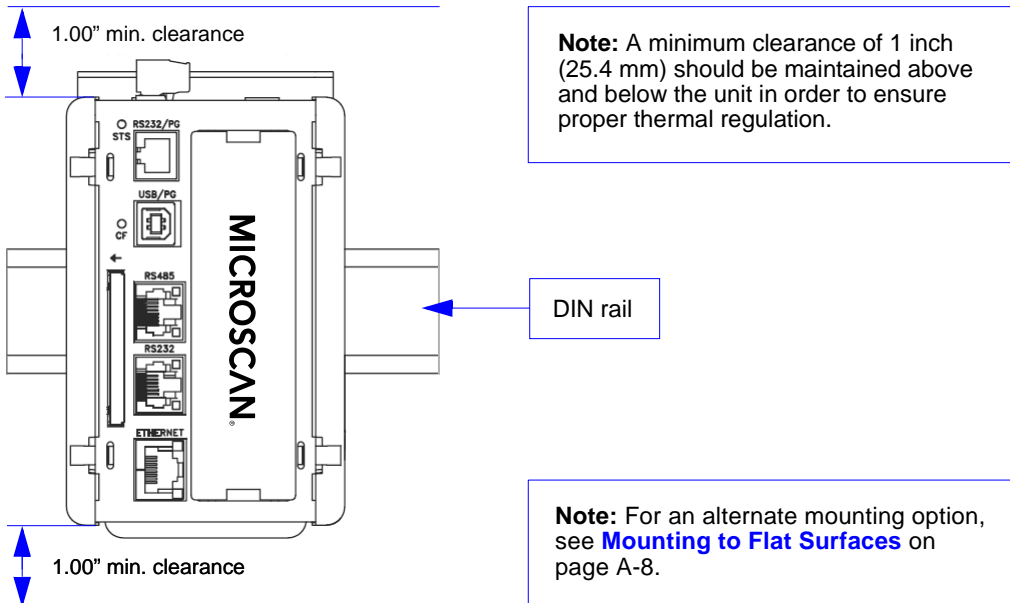 1.00” min. clearance
Note: A minimum clearance of 1 inch
(25.4 mm) should be maintained above
and below the unit in order to ensure
proper thermal regulation.
RS232/PG
STS
USB/PG
CF
RS485
RS232
ETHERNET
MICROSCAN®
DIN rail
Note: For an alternate mounting option,
see Mounting to Flat Surfaces on
page A-8.
1.00” min. clearance